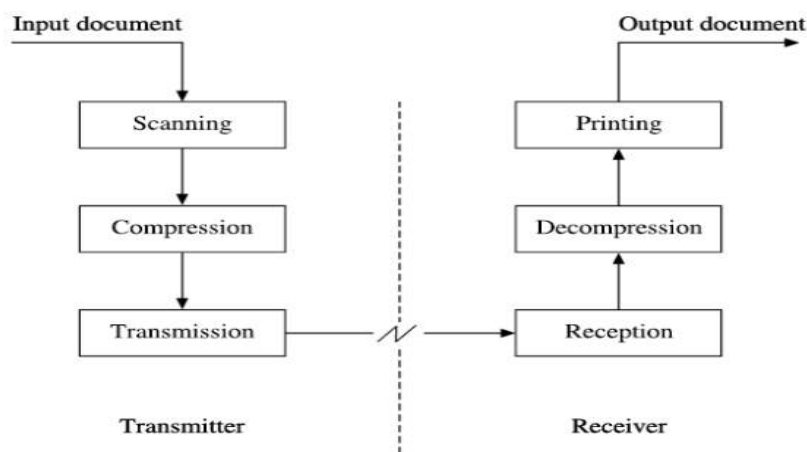 Input document
Output document
Scanning
Printing
Compression
Decompression
Transmission
Reception
Transmitter
Receiver